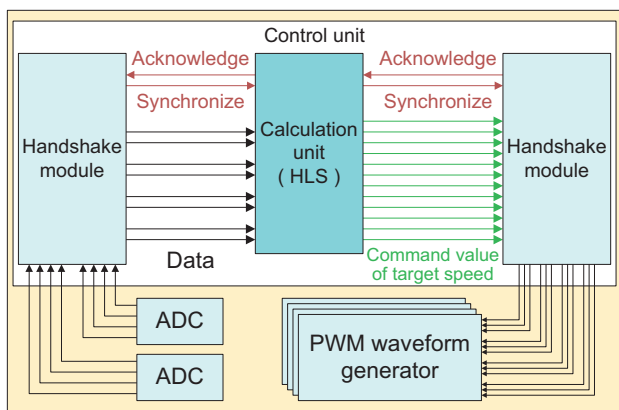 Control unit
Acknowledge
Synchronize
Acknowledge
Synchronize
Handshake
module
Calculation
unit
( HLS )
Handshake
module
Data
Command value
of target speed
ADC
ADC
PWM waveform
generator